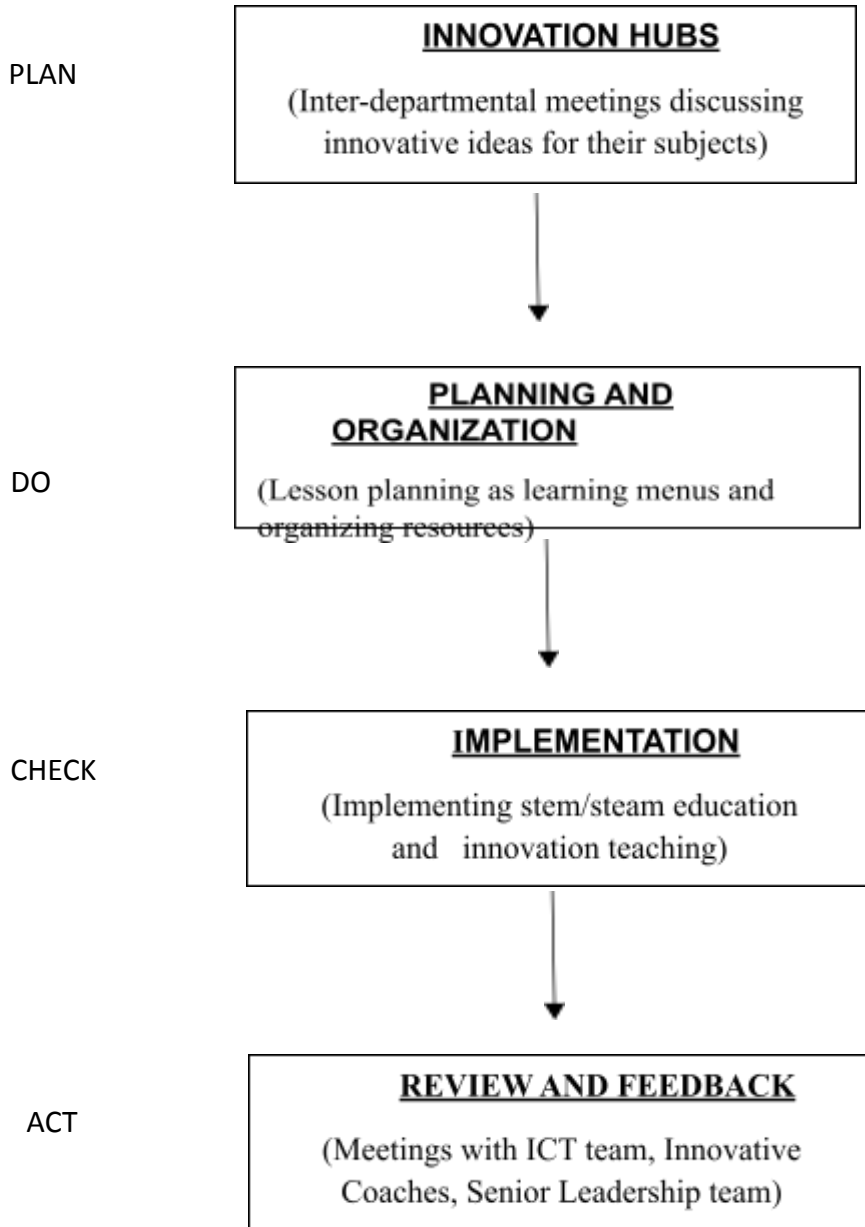 PLAN
INNOVATION HUBS
(Inter-departmental meetings discussing
innovative ideas for their subjects)
DO
PLANNING AND
ORGANIZATION
(Lesson planning as learning menus and
organizing resources)
CHECK
IMPLEMENTATION
(Implementing stem/steam education
and innovation teaching)
ACT
REVIEW AND FEEDBACK
(Meetings with ICT team, Innovative
Coaches, Senior Leadership team)